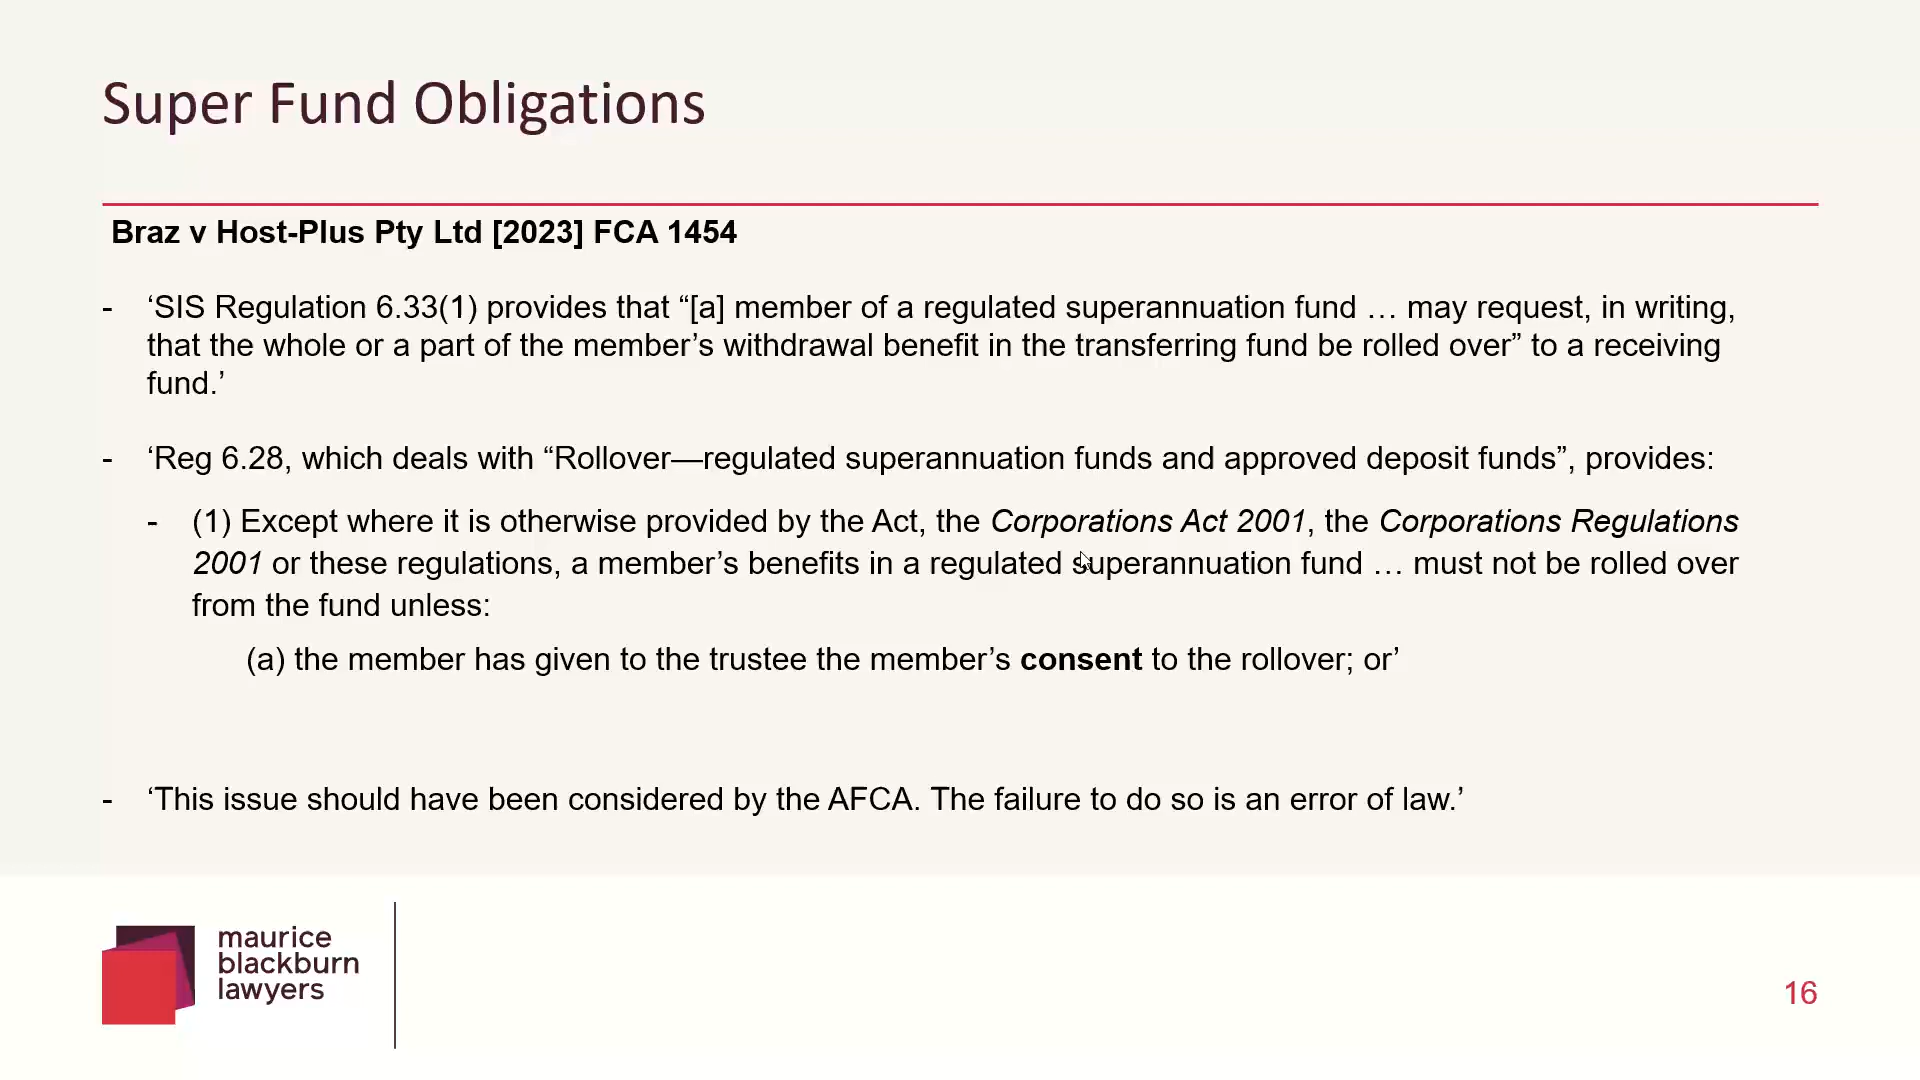 Super Fund Obligations
Braz v Host-Plus Pty Ltd [2023] FCA 1454
- ‘SIS Regulation 6.33(1) provides that “[a] member of a regulated superannuation fund … may request, in writing,
that the whole or a part of the member’s withdrawal benefit in the transferring fund be rolled over” to a receiving
fund.’
- ‘Reg 6.28, which deals with “Rollover—regulated superannuation funds and approved deposit funds”, provides:
- (1) Except where it is otherwise provided by the Act, the Corporations Act 2001, the Corporations Regulations
2001 or these regulations, a member’s benefits in a regulated superannuation fund … must not be rolled over
from the fund unless:
(a) the member has given to the trustee the member’s consent to the rollover; or’
- ‘This issue should have been considered by the AFCA. The failure to do so is an error of law.’
maurice
blackburn
lawyers
16